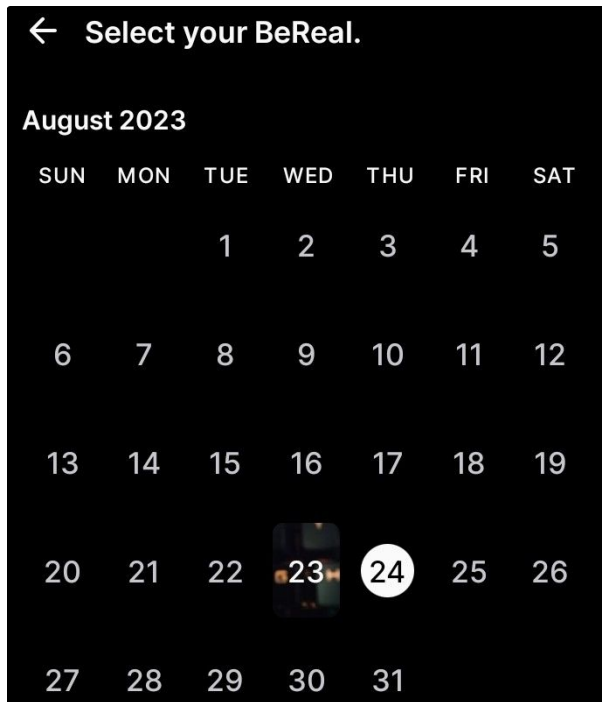 ← Select your BeReal.
August 2023
SUN MON TUE WED THU FRI SAT
1 2 3 4 5
6 7 8 9 10 11 12
13 14 15 16 17 18 19
20 21 22 23 24 25 26
27 28 29 30 31